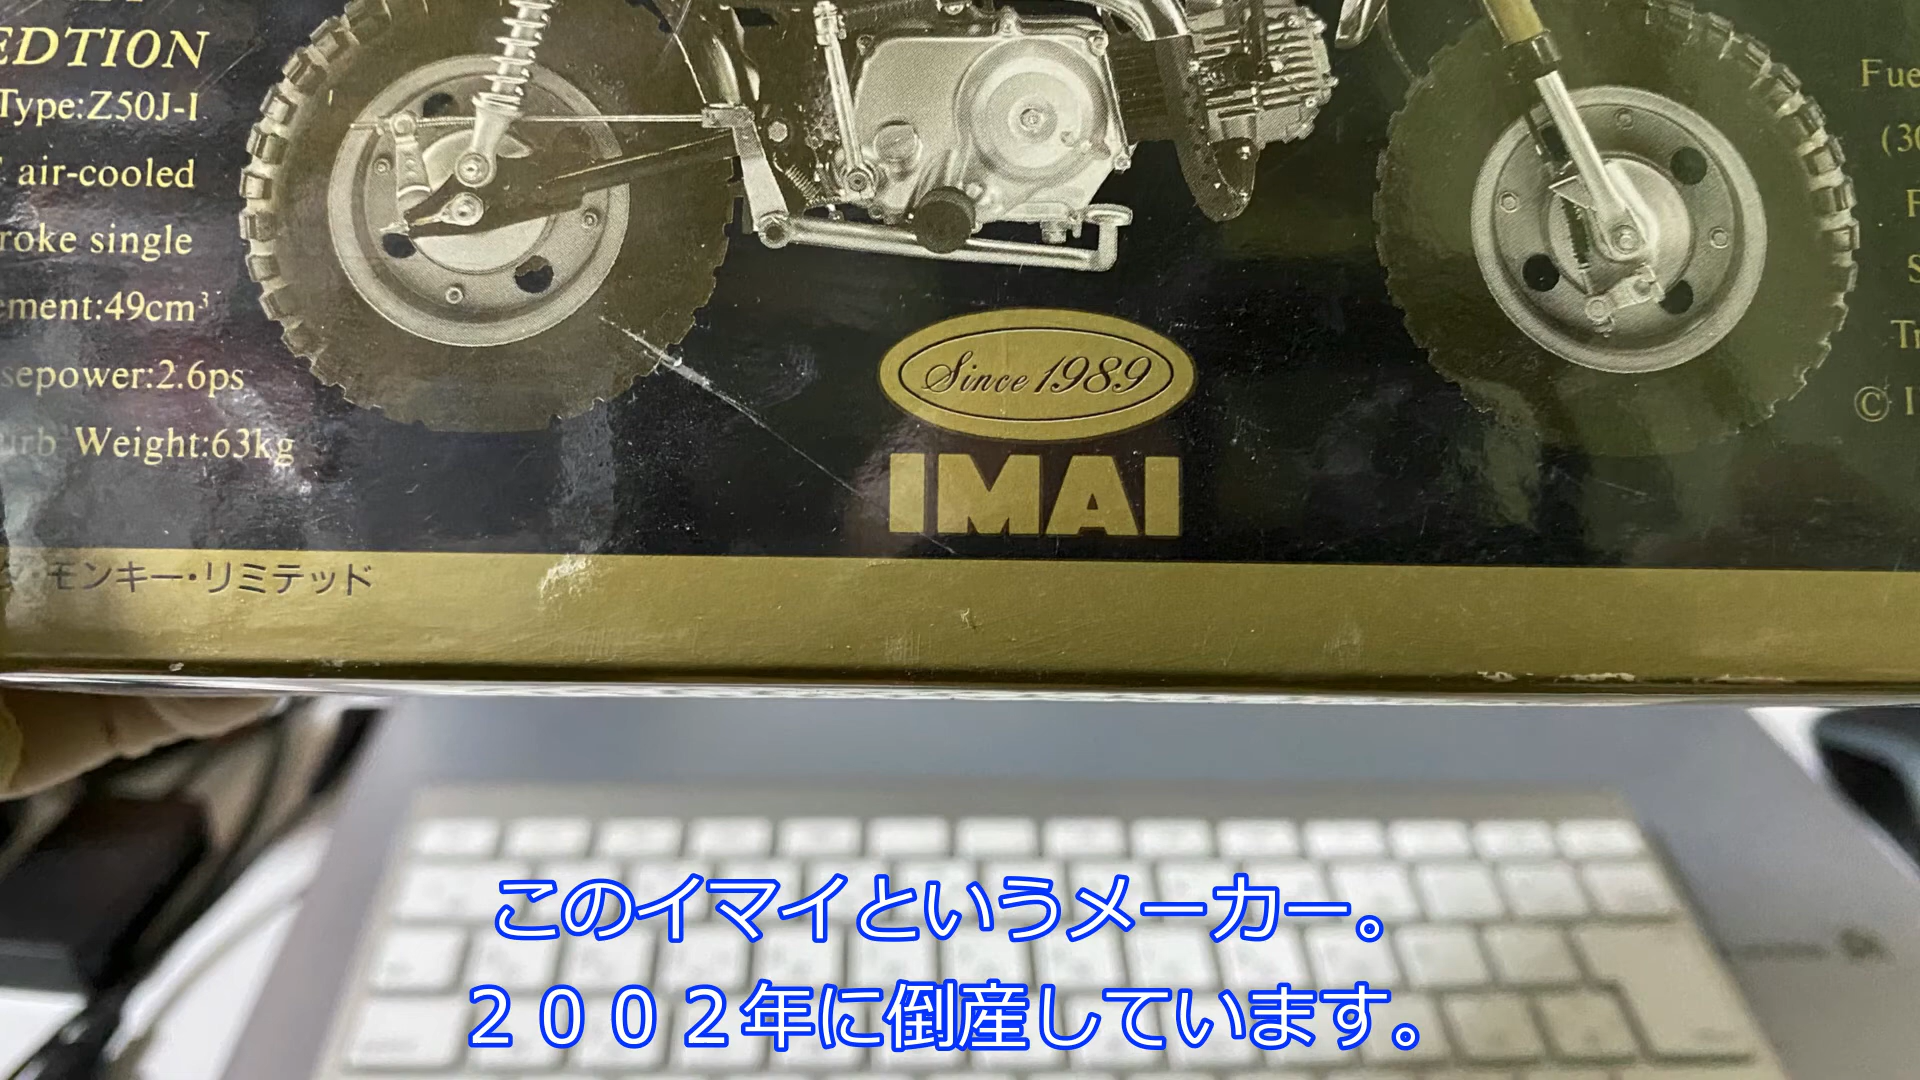 EDTION
Type:Z50J-I
air-cooled
roke single
ement:49cm³
sepower:2.6ps
urb Weight:63kg
Since 1989
IMAI
Fue
(30
F
S
Tr
© I
モンキー・リミテッド
このイマイというメーカー。
２００２年に倒産しています。